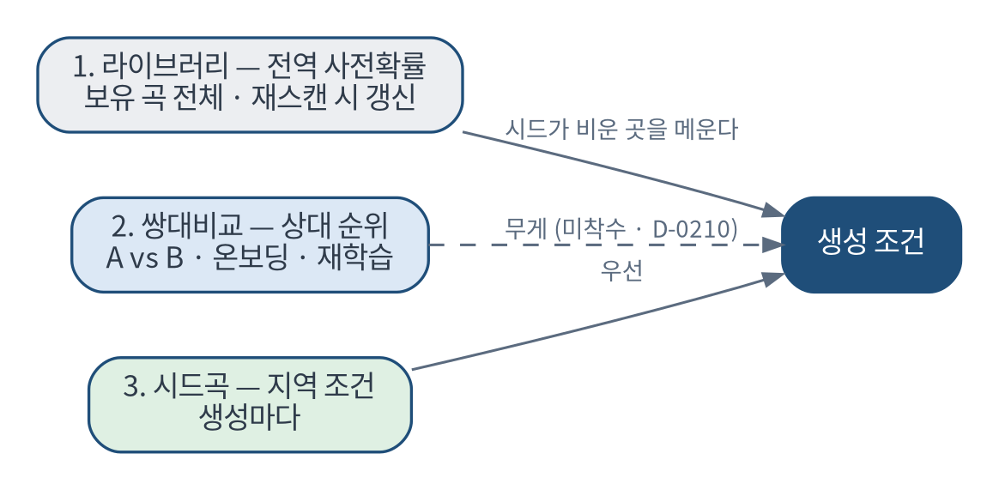 1. 라이브러리 — 전역 사전확률
보유 곡 전체 · 재스캔 시 갱신
시드가 비운 곳을 메운다
2. 쌍대비교 — 상대 순위
A vs B · 온보딩 · 재학습
무게 (미착수 · D-0210)
생성 조건
우선
3. 시드곡 — 지역 조건
생성마다